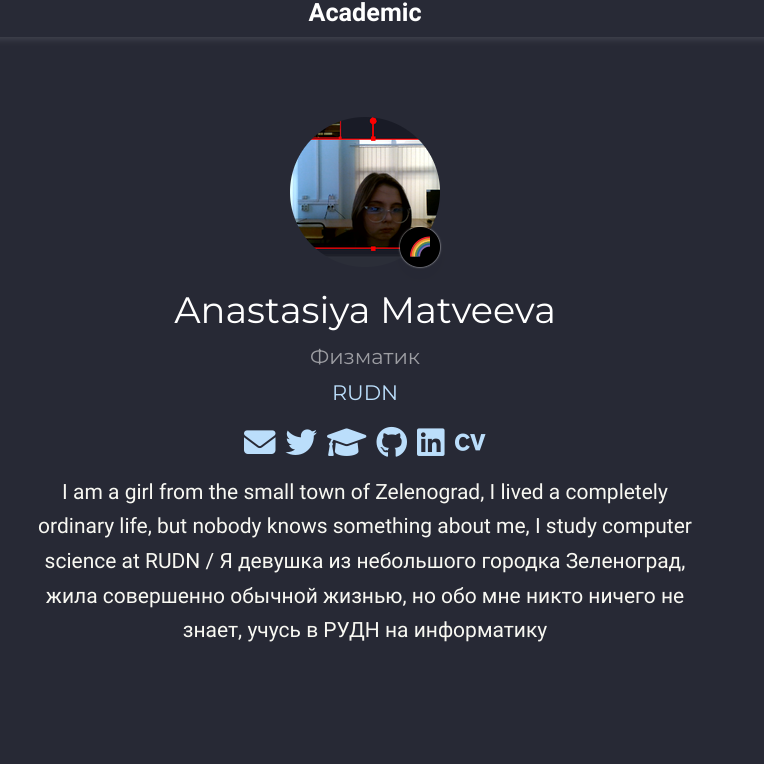 Academic
Anastasiya Matveeva
Физматик
RUDN
CV
I am a girl from the small town of Zelenograd, I lived a completely
ordinary life, but nobody knows something about me, I study computer
science at RUDN / Я девушка из небольшого городка Зеленоград,
жила совершенно обычной жизнью, но обо мне никто ничего не
знает, учусь в РУДН на информатику